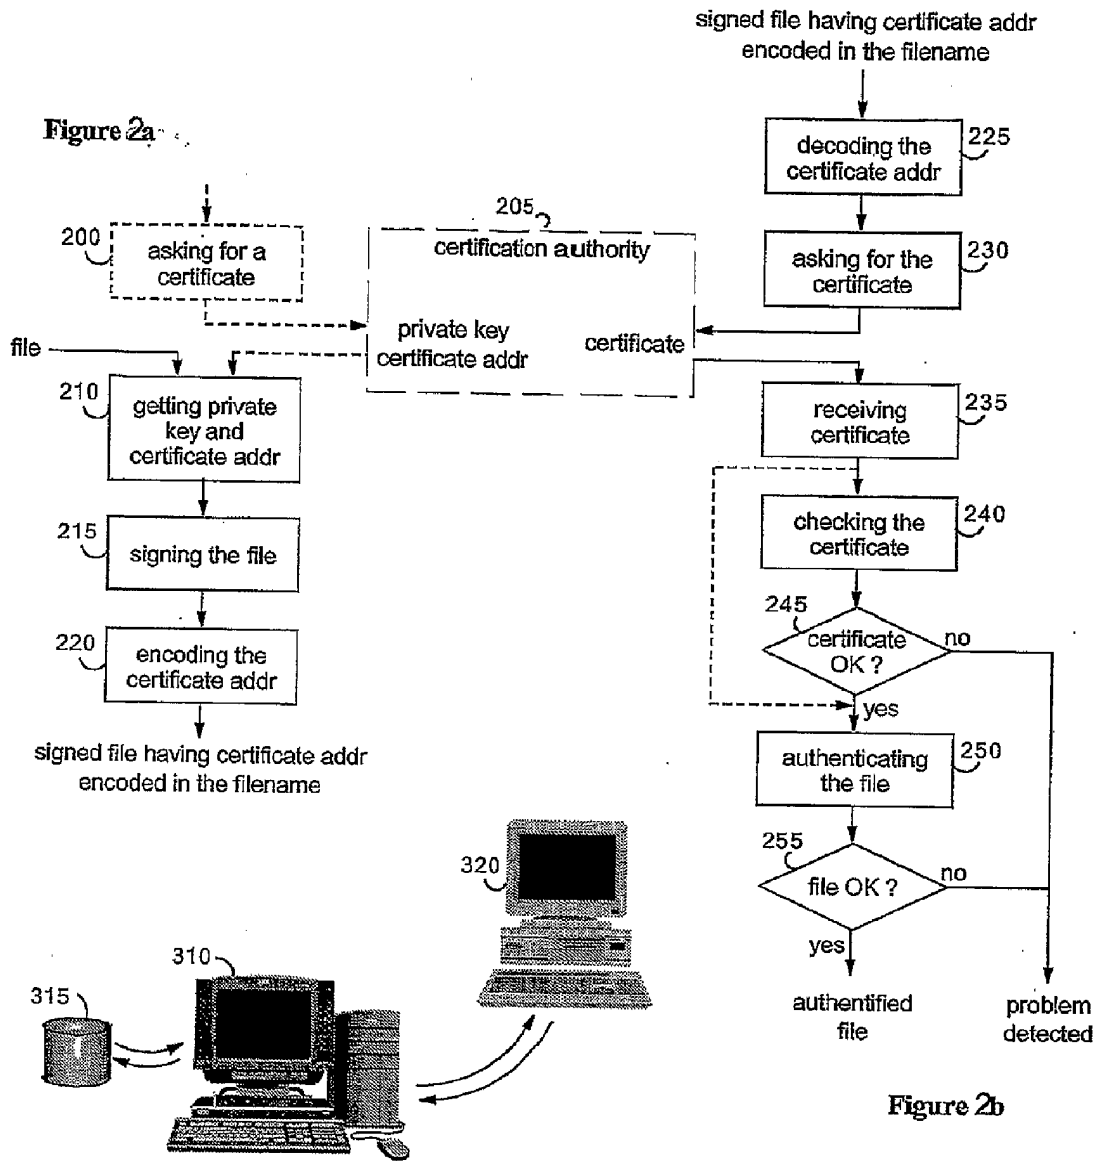 signed file having certificate addr
encoded in the filename
Figure 2a
225
decoding the
certificate addr
205
200
asking for a
certificate
certification authority
230
asking for the
certificate
private key
certificate addr
certificate
file
210
getting private
key and
certificate addr
235
receiving
certificate
215
signing the file
240
checking the
certificate
245
certificate
OK ?
no
yes
220
encoding the
certificate addr
signed file having certificate addr
encoded in the filename
250
authenticating
the file
255
file OK ?
no
yes
320
310
315
authentified
file
problem
detected
Figure 2b